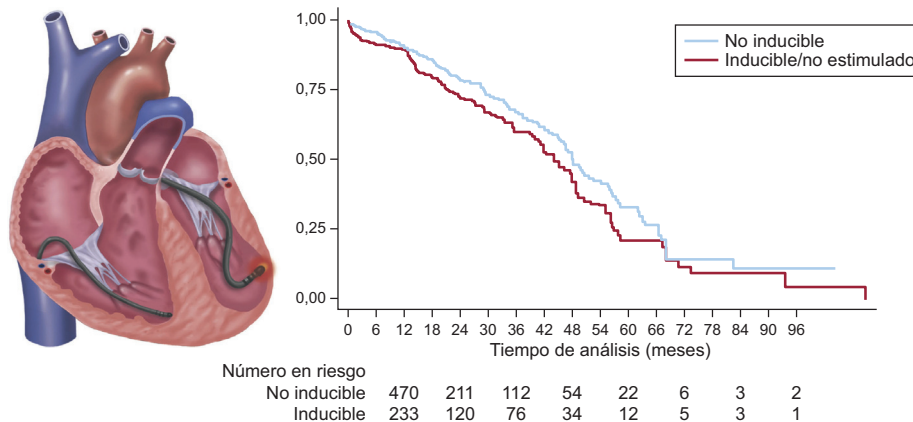 1,00
0,75
0,50
0,25
0,00
No inducible
Inducible/no estimulado
0 6 12 18 24 30 36 42 48 54 60 66 72 78 84 90 96
Tiempo de análisis (meses)
Número en riesgo
No inducible 470 211 112 54 22 6 3 2
Inducible 233 120 76 34 12 5 3 1